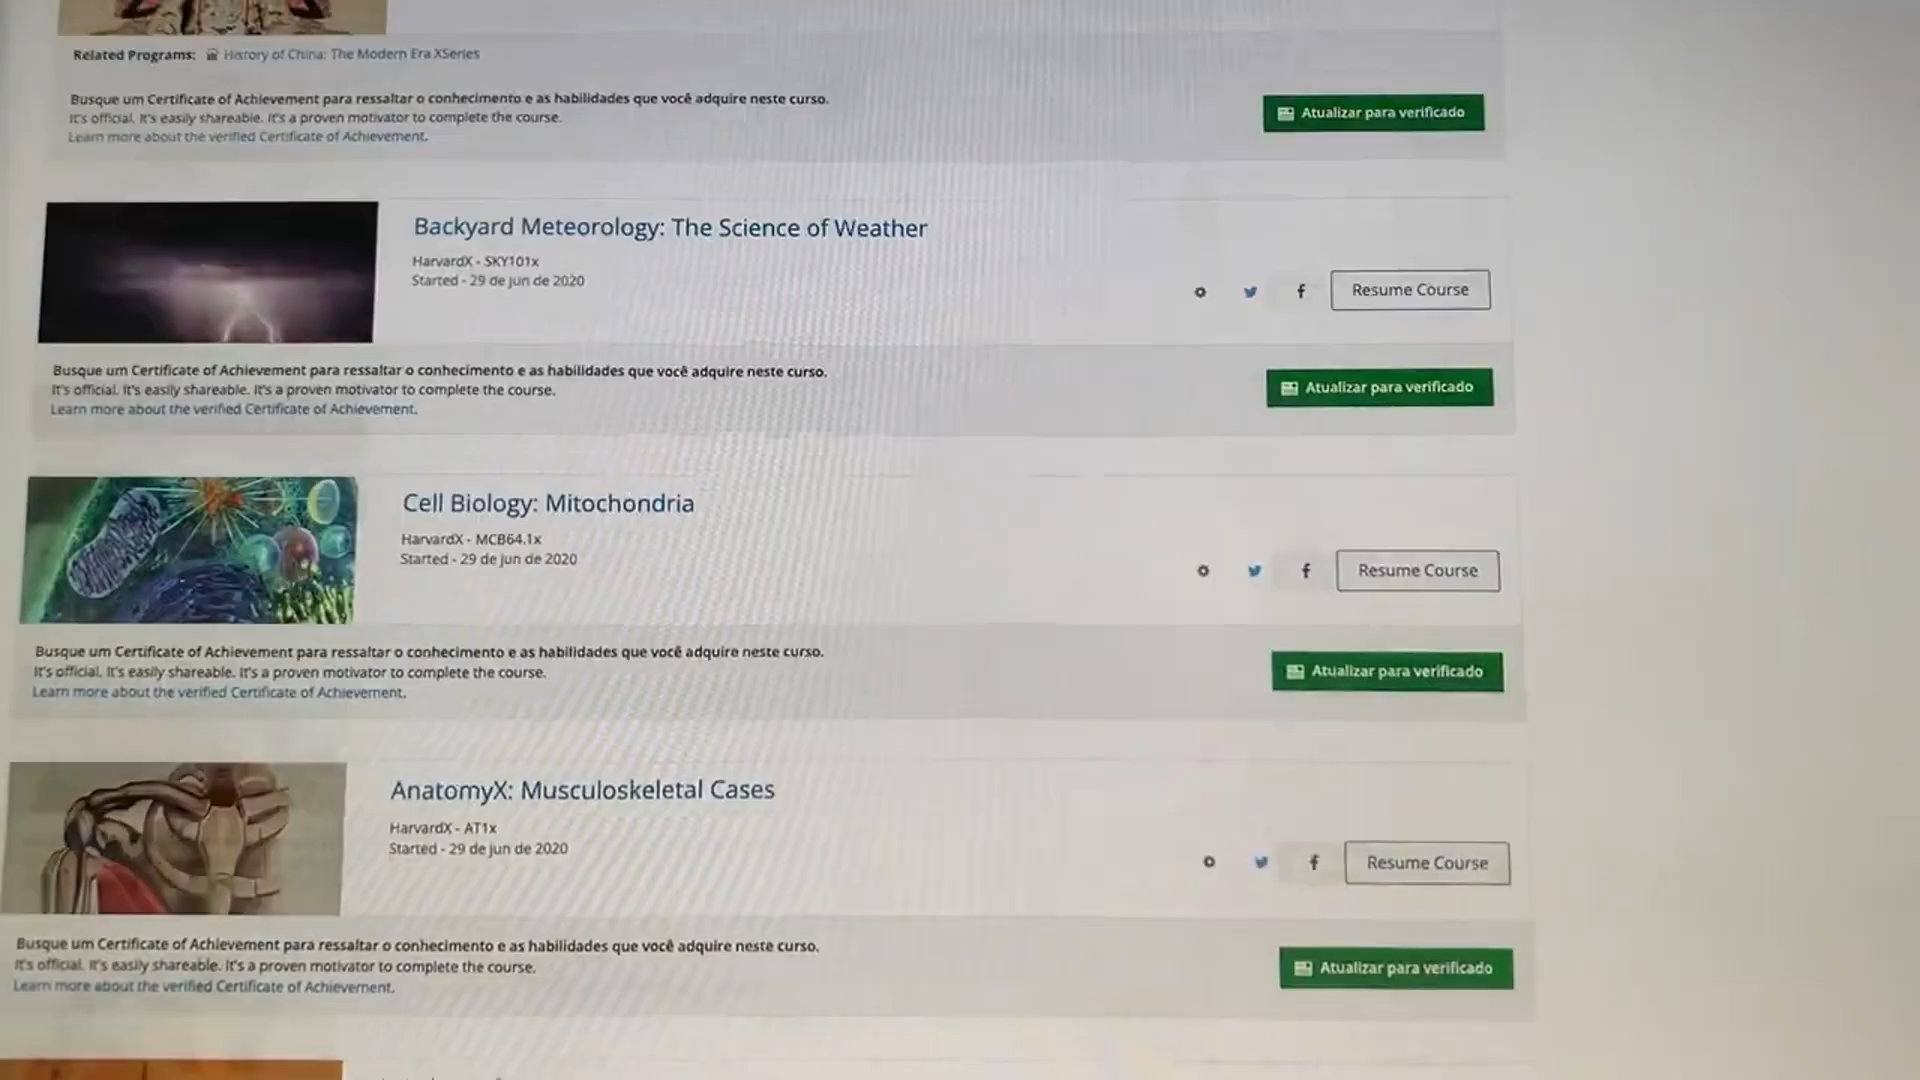 Related Programs: History of China: The Modern Era XSeries
Busque um Certificate of Achievement para ressaltar o conhecimento e as habilidades que você adquire neste curso.
It's official. It's easily shareable. It's a proven motivator to complete the course.
Learn more about the verified Certificate of Achievement.
Atualizar para verificado
Backyard Meteorology: The Science of Weather
HarvardX - SKY101x
Started - 29 de jun de 2020
Resume Course
Busque um Certificate of Achievement para ressaltar o conhecimento e as habilidades que você adquire neste curso.
It's official. It's easily shareable. It's a proven motivator to complete the course.
Learn more about the verified Certificate of Achievement.
Atualizar para verificado
Cell Biology: Mitochondria
HarvardX - MCB64.1x
Started - 29 de jun de 2020
Resume Course
Busque um Certificate of Achievement para ressaltar o conhecimento e as habilidades que você adquire neste curso.
It's official. It's easily shareable. It's a proven motivator to complete the course.
Learn more about the verified Certificate of Achievement.
Atualizar para verificado
AnatomyX: Musculoskeletal Cases
HarvardX - AT1x
Started - 29 de jun de 2020
Resume Course
Busque um Certificate of Achievement para ressaltar o conhecimento e as habilidades que você adquire neste curso.
It's official. It's easily shareable. It's a proven motivator to complete the course.
Learn more about the verified Certificate of Achievement.
Atualizar para verificado